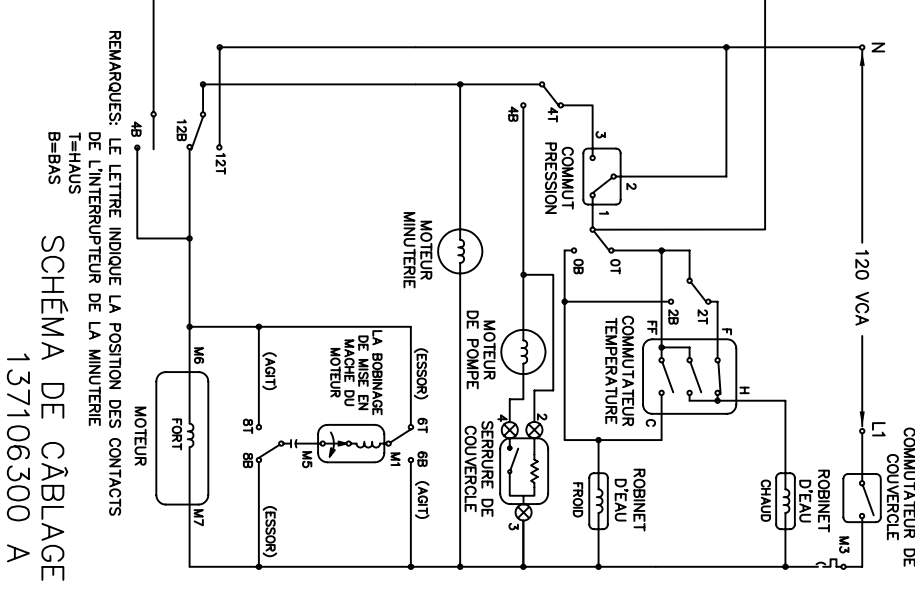 N
120 VCA
L1
COMMUTATEUR DE
COUVERCLE
M3
ROBINET
D'EAU
CHAUD
ROBINET
D'EAU
FROID
H
F
FF
C
COMMUTATEUR
TEMPERATURE
2T
2B
0T
0B
1
2
3
COMMUT
PRESSION
4T
4B
MOTEUR
DE POMPE
4
2
3
SERRURE DE
COUVERCLE
MOTEUR
MINUTERIE
(ESSOR)
6T
6B
(AGIT)
M1
LA BOBINAGE
DE MISE EN
MACHE DU
MOTEUR
M5
(AGIT)
8T
8B
(ESSOR)
12T
12B
4B
M6
FORT
M7
MOTEUR
REMARQUES: LE LETTRE INDIQUE LA POSITION DES CONTACTS
DE L'INTERRUPTEUR DE LA MINUTERIE
T=HAUS
B=BAS
SCHÉMA DE CÂBLAGE
137106300 A